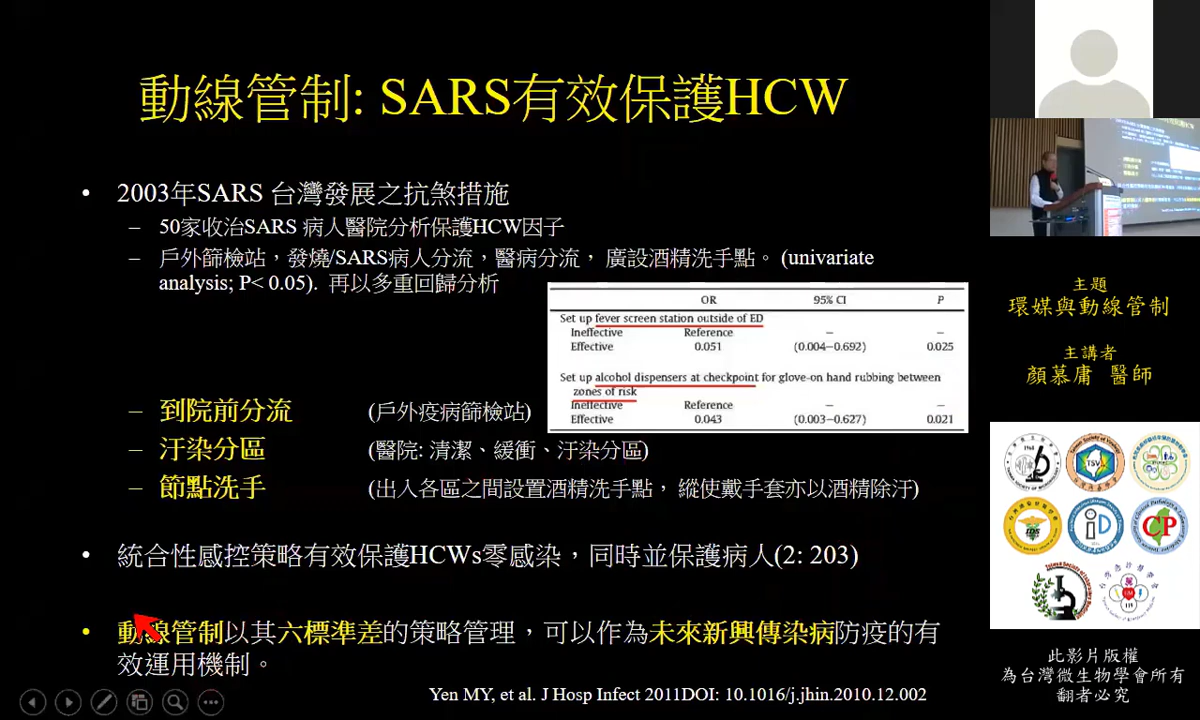 動線管制: SARS有效保護HCW
• 2003年SARS 台灣發展之抗煞措施
– 50家收治SARS 病人醫院分析保護HCW因子
– 戶外篩檢站，發燒/SARS病人分流，醫病分流， 廣設酒精洗手點。 (univariate
analysis; P< 0.05). 再以多重回歸分析
OR 95% CI P
Set up fever screen station outside of ED
Ineffective Reference – –
Effective 0.051 (0.004–0.692) 0.025
Set up alcohol dispensers at checkpoint for glove-on hand rubbing between
zones of risk
Ineffective Reference – –
Effective 0.043 (0.003–0.627) 0.021
– 到院前分流 (戶外疫病篩檢站)
– 汙染分區 (醫院: 清潔、緩衝、汙染分區)
– 節點洗手 (出入各區之間設置酒精洗手點， 縱使戴手套亦以酒精除汙)
• 統合性感控策略有效保護HCWs零感染，同時並保護病人(2: 203)
• 動線管制以其六標準差的策略管理，可以作為未來新興傳染病防疫的有
效運用機制。
Yen MY, et al. J Hosp Infect 2011DOI: 10.1016/j.jhin.2010.12.002
主題
環媒與動線管制
主講者
顏慕庸 醫師
TSV
iD
CP
此影片版權
為台灣微生物學會所有
翻者必究